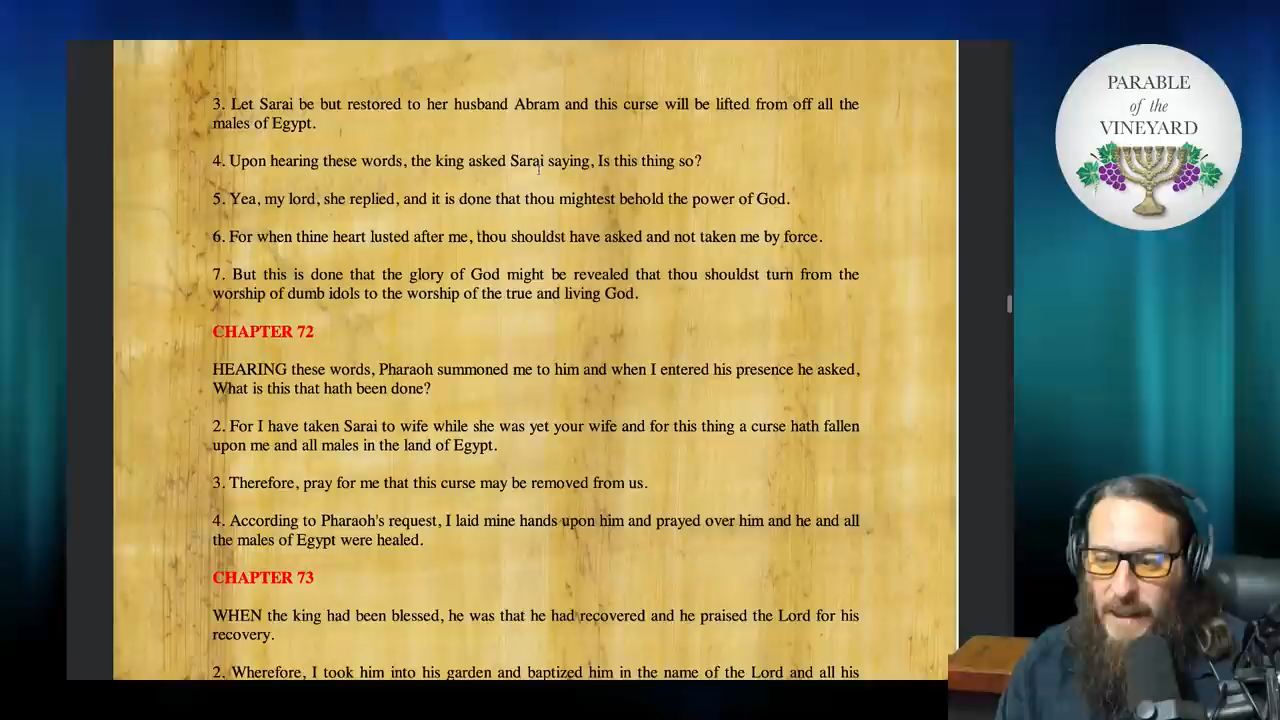 3. Let Sarai be but restored to her husband Abram and this curse will be lifted from off all the
males of Egypt.
4. Upon hearing these words, the king asked Sarai saying, Is this thing so?
5. Yea, my lord, she replied, and it is done that thou mightest behold the power of God.
6. For when thine heart lusted after me, thou shouldst have asked and not taken me by force.
7. But this is done that the glory of God might be revealed that thou shouldst turn from the
worship of dumb idols to the worship of the true and living God.
CHAPTER 72
HEARING these words, Pharaoh summoned me to him and when I entered his presence he asked,
What is this that hath been done?
2. For I have taken Sarai to wife while she was yet your wife and for this thing a curse hath fallen
upon me and all males in the land of Egypt.
3. Therefore, pray for me that this curse may be removed from us.
4. According to Pharaoh's request, I laid mine hands upon him and prayed over him and he and all
the males of Egypt were healed.
CHAPTER 73
WHEN the king had been blessed, he was that he had recovered and he praised the Lord for his
recovery.
2. Wherefore, I took him into his garden and baptized him in the name of the Lord and all his
PARABLE
of the
VINEYARD